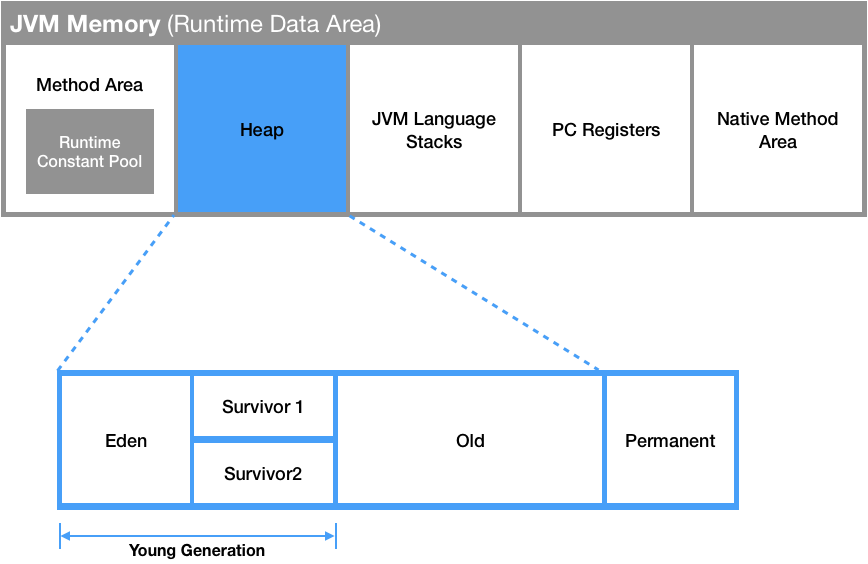 JVM Memory (Runtime Data Area)
Method Area
Runtime
Constant Pool
Heap
JVM Language
Stacks
PC Registers
Native Method
Area
Eden
Survivor 1
Survivor2
Old
Permanent
Young Generation